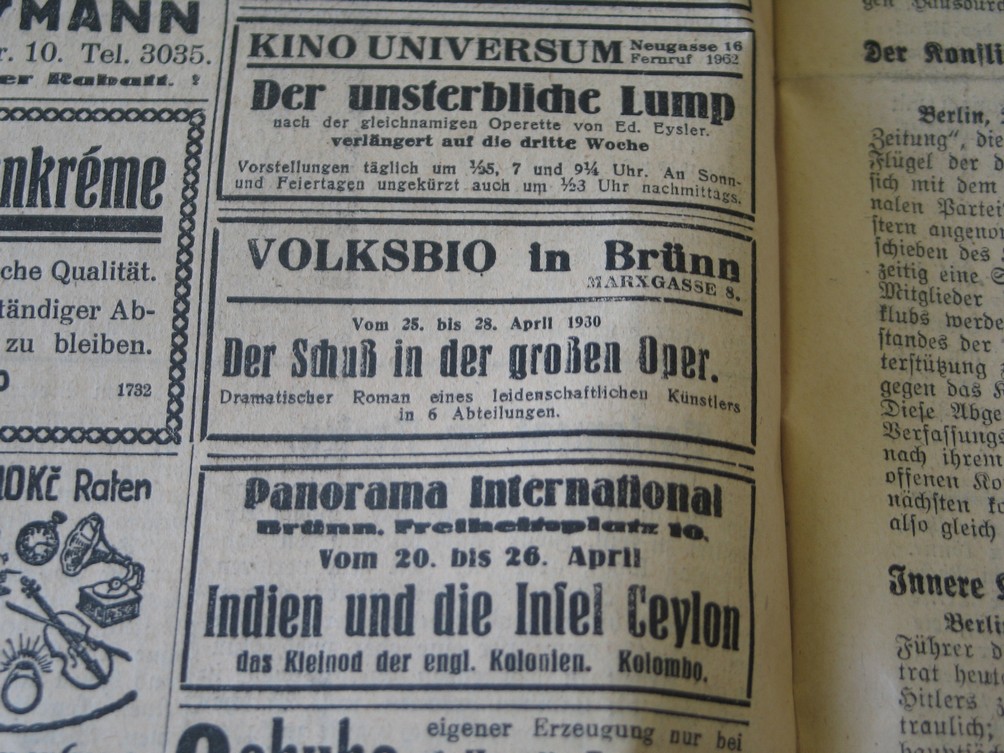 MANN
r. 10. Tel. 3035.
er Rabatt.
nkréme
che Qualität.
tändiger Ab-
zu bleiben.
1732
10Kč Raten
KINO UNIVERSUM Neugasse 16
Fernruf 1962
Der unsterbliche Lump
nach der gleichnamigen Operette von Ed. Eysler.
verlängert auf die dritte Woche
Vorstellungen täglich um ½5, 7 und 9¼ Uhr. An Sonn-
und Feiertagen ungekürzt auch um ½3 Uhr nachmittags.
VOLKSBIO in Brünn
MARXGASSE 8.
Vom 25. bis 28. April 1930
Der Schuß in der großen Oper.
Dramatischer Roman eines leidenschaftlichen Künstlers
in 6 Abteilungen.
Panorama International
Brünn, Freiheitsplatz 10.
Vom 20. bis 26. April
Indien und die Insel Ceylon
das Kleinod der engl. Kolonien. Kolombo.
eigener Erzeugung nur bei
Der Konfli
Berlin,
Zeitung“, die
Flügel der d
sich mit dem
nalen Partei
stern angenom
schieben des
zeitig eine S
Mitglieder
klubs werde
standes der
terstützung
gegen das
Diese Abge
Verfassungs
nach ihrem
offenen Ko
nächsten ko
also gleich
Innere
Berli
Führer d
trat heut
Hitlers z
traulich;